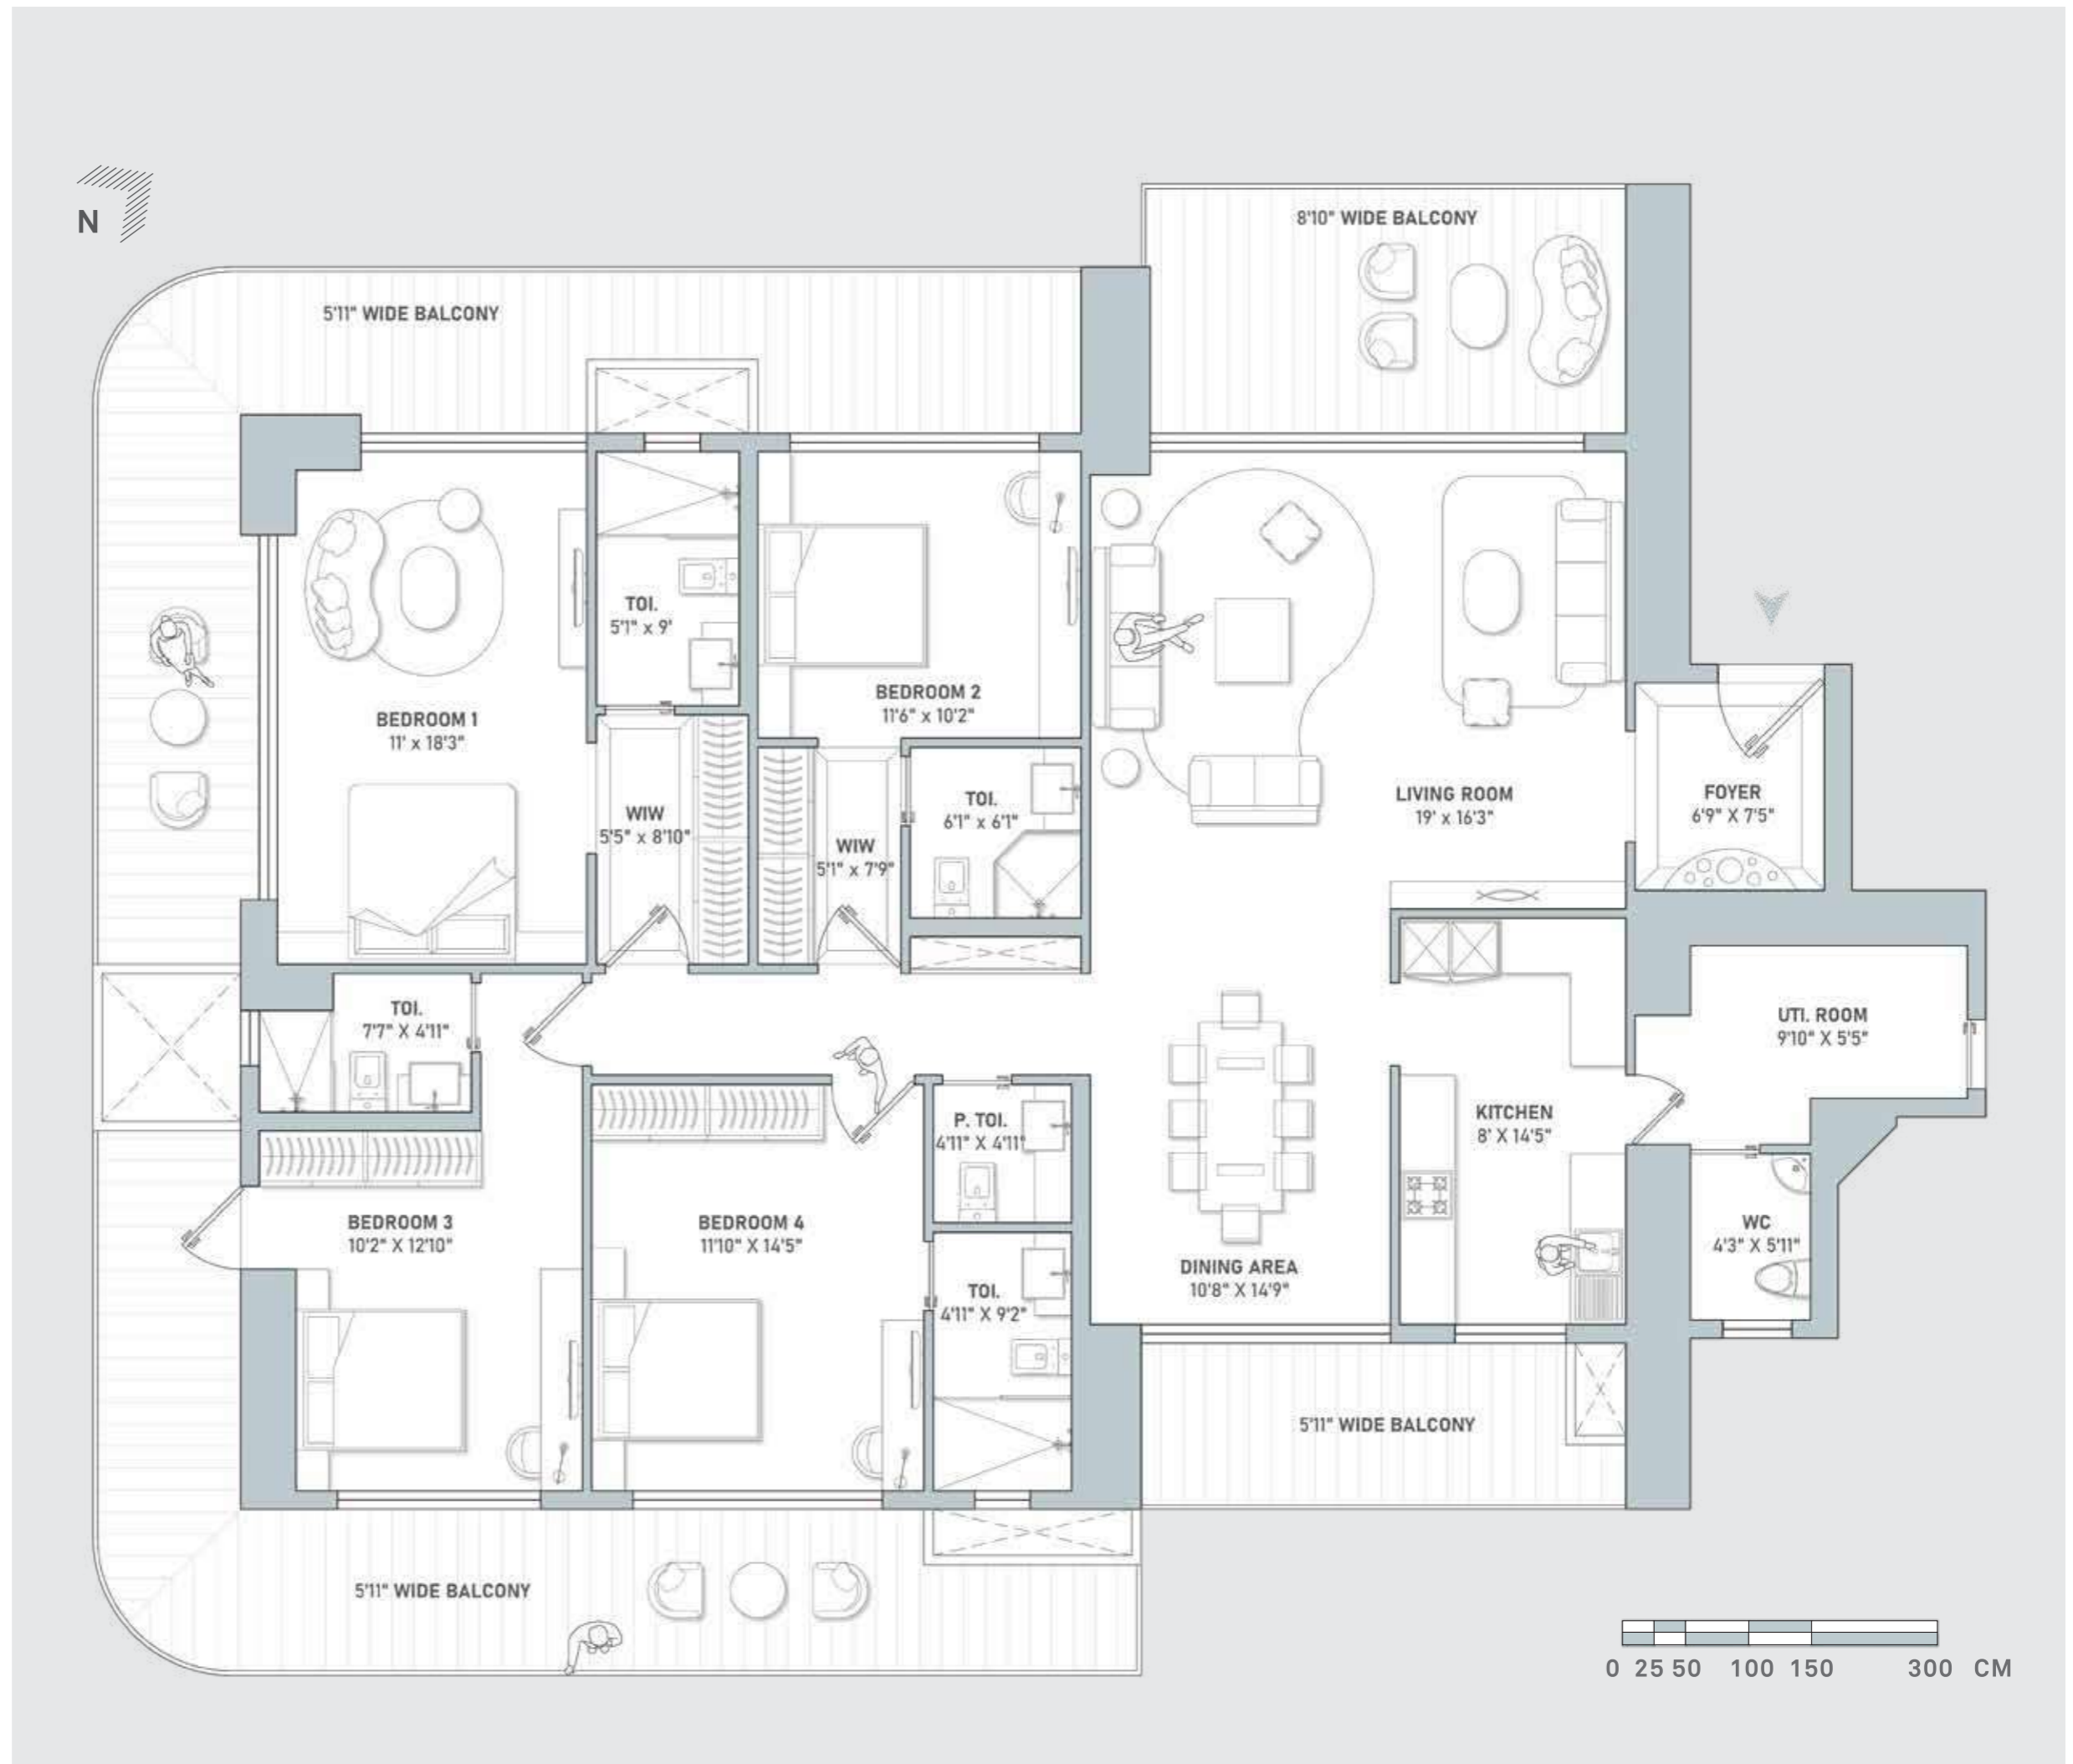 N
8'10" WIDE BALCONY
5'11" WIDE BALCONY
TOI.
5'1" x 9'
BEDROOM 2
11'6" x 10'2"
BEDROOM 1
11' x 18'3"
LIVING ROOM
19' x 16'3"
FOYER
6'9" X 7'5"
WIW
5'5" x 8'10"
TOI.
6'1" x 6'1"
WIW
5'1" x 7'9"
TOI.
7'7" X 4'11"
UTI. ROOM
9'10" X 5'5"
P. TOI.
4'11" X 4'11"
KITCHEN
8' X 14'5"
BEDROOM 3
10'2" X 12'10"
BEDROOM 4
11'10" X 14'5"
WC
4'3" X 5'11"
DINING AREA
10'8" X 14'9"
TOI.
4'11" X 9'2"
5'11" WIDE BALCONY
5'11" WIDE BALCONY
0 25 50 100 150 300 CM